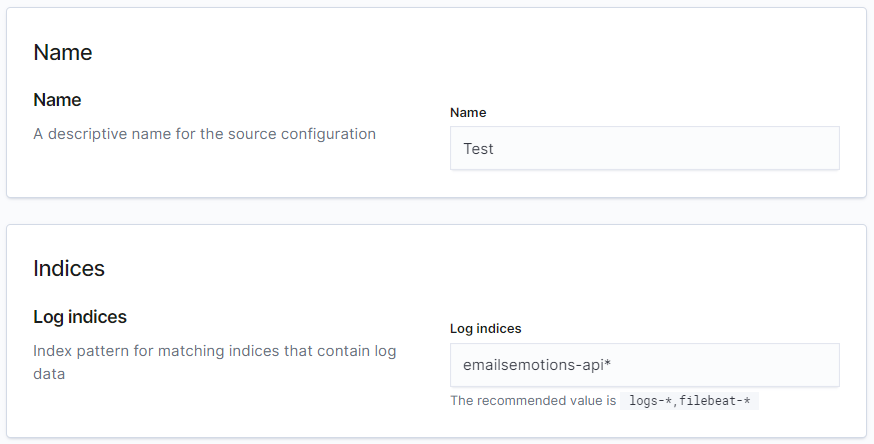 Name
Name
A descriptive name for the source configuration
Name
Test
Indices
Log indices
Index pattern for matching indices that contain log
data
Log indices
emailsemotions-api*
The recommended value is logs-*,filebeat-*